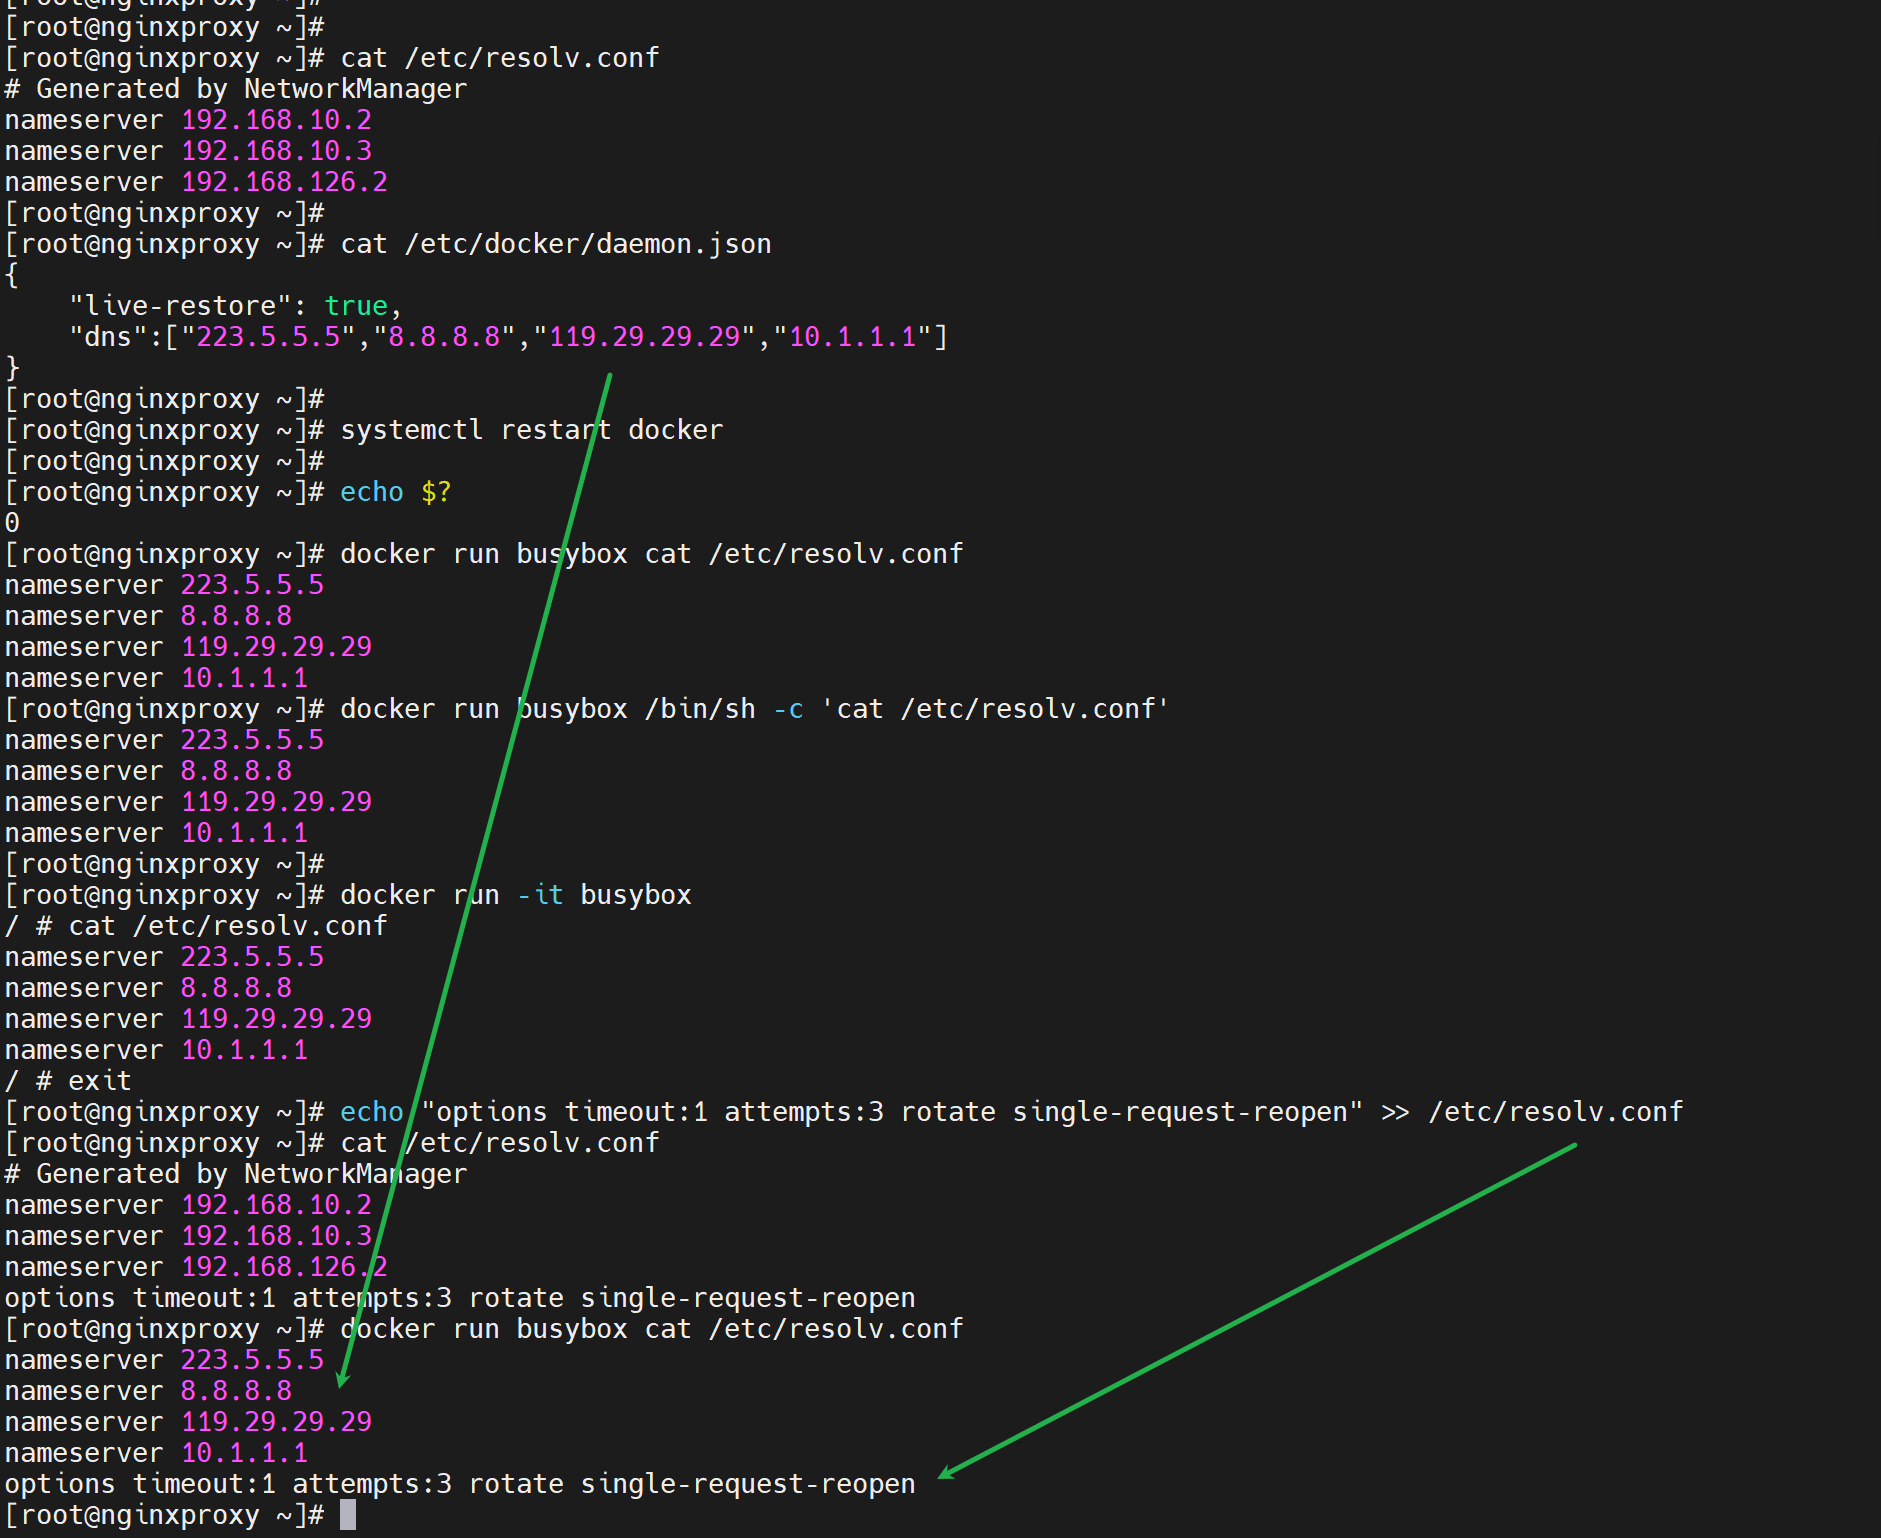 [root@nginxproxy ~]#
[root@nginxproxy ~]#
[root@nginxproxy ~]# cat /etc/resolv.conf
# Generated by NetworkManager
nameserver 192.168.10.2
nameserver 192.168.10.3
nameserver 192.168.126.2
[root@nginxproxy ~]#
[root@nginxproxy ~]# cat /etc/docker/daemon.json
{
    "live-restore": true,
    "dns":["223.5.5.5","8.8.8.8","119.29.29.29","10.1.1.1"]
}
[root@nginxproxy ~]#
[root@nginxproxy ~]# systemctl restart docker
[root@nginxproxy ~]#
[root@nginxproxy ~]# echo $?
0
[root@nginxproxy ~]# docker run busybox cat /etc/resolv.conf
nameserver 223.5.5.5
nameserver 8.8.8.8
nameserver 119.29.29.29
nameserver 10.1.1.1
[root@nginxproxy ~]# docker run busybox /bin/sh -c 'cat /etc/resolv.conf'
nameserver 223.5.5.5
nameserver 8.8.8.8
nameserver 119.29.29.29
nameserver 10.1.1.1
[root@nginxproxy ~]#
[root@nginxproxy ~]# docker run -it busybox
/ # cat /etc/resolv.conf
nameserver 223.5.5.5
nameserver 8.8.8.8
nameserver 119.29.29.29
nameserver 10.1.1.1
/ # exit
[root@nginxproxy ~]# echo "options timeout:1 attempts:3 rotate single-request-reopen" >> /etc/resolv.conf
[root@nginxproxy ~]# cat /etc/resolv.conf
# Generated by NetworkManager
nameserver 192.168.10.2
nameserver 192.168.10.3
nameserver 192.168.126.2
options timeout:1 attempts:3 rotate single-request-reopen
[root@nginxproxy ~]# docker run busybox cat /etc/resolv.conf
nameserver 223.5.5.5
nameserver 8.8.8.8
nameserver 119.29.29.29
nameserver 10.1.1.1
options timeout:1 attempts:3 rotate single-request-reopen
[root@nginxproxy ~]#